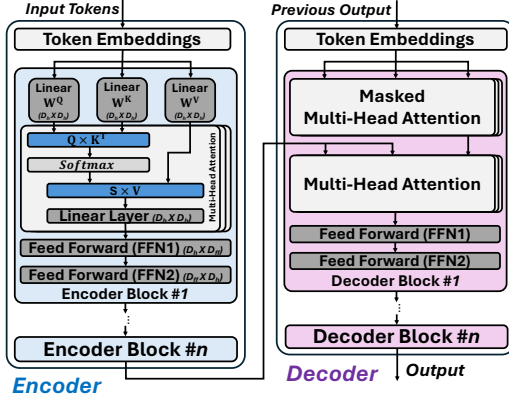 Input Tokens
Token Embeddings
Linear
W^Q
(D_h X D_h)
Linear
W^K
(D_h X D_h)
Linear
W^V
(D_h X D_h)
Q × K^T
Softmax
S × V
Linear Layer (D_h X D_h)
Multi-Head Attention
Feed Forward (FFN1) (D_h X D_ff)
Feed Forward (FFN2) (D_ff X D_h)
Encoder Block #1
...
Encoder Block #n
Encoder
Previous Output
Token Embeddings
Masked
Multi-Head Attention
Multi-Head Attention
Feed Forward (FFN1)
Feed Forward (FFN2)
Decoder Block #1
...
Decoder Block #n
Decoder
Output